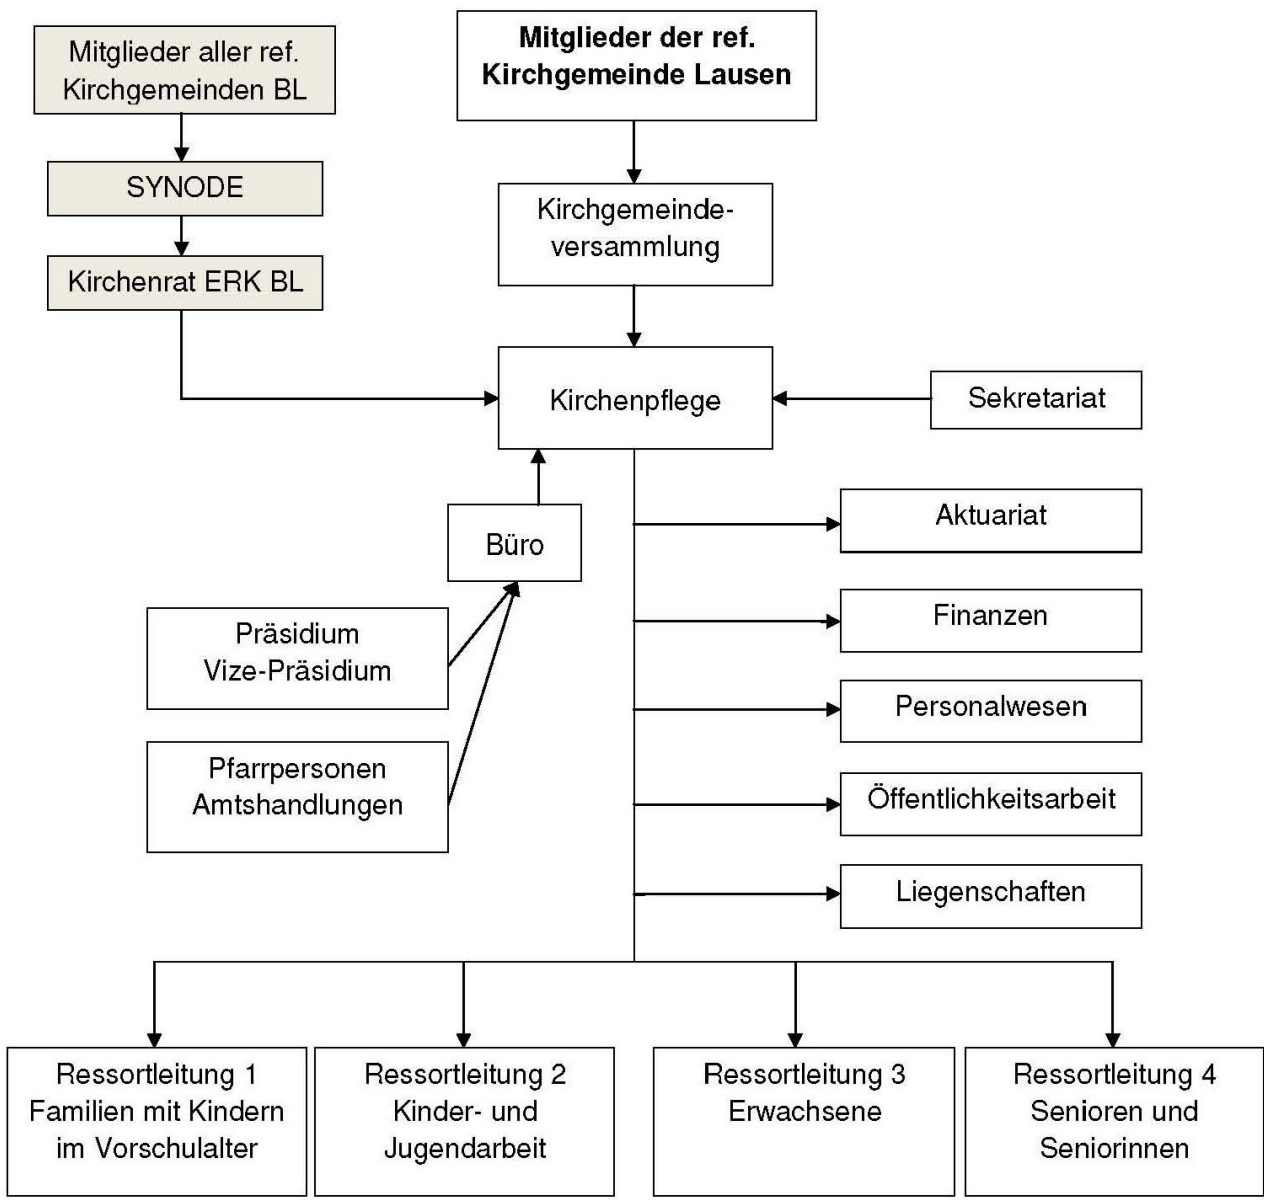 Mitglieder aller ref.
Kirchgemeinden BL
SYNODE
Kirchenrat ERK BL
Mitglieder der ref.
Kirchgemeinde Lausen
Kirchgemeinde-
versammlung
Kirchenpflege
Sekretariat
Büro
Präsidium
Vize-Präsidium
Pfarrpersonen
Amtshandlungen
Aktuariat
Finanzen
Personalwesen
Öffentlichkeitsarbeit
Liegenschaften
Ressortleitung 1
Familien mit Kindern
im Vorschulalter
Ressortleitung 2
Kinder- und
Jugendarbeit
Ressortleitung 3
Erwachsene
Ressortleitung 4
Senioren und
Seniorinnen